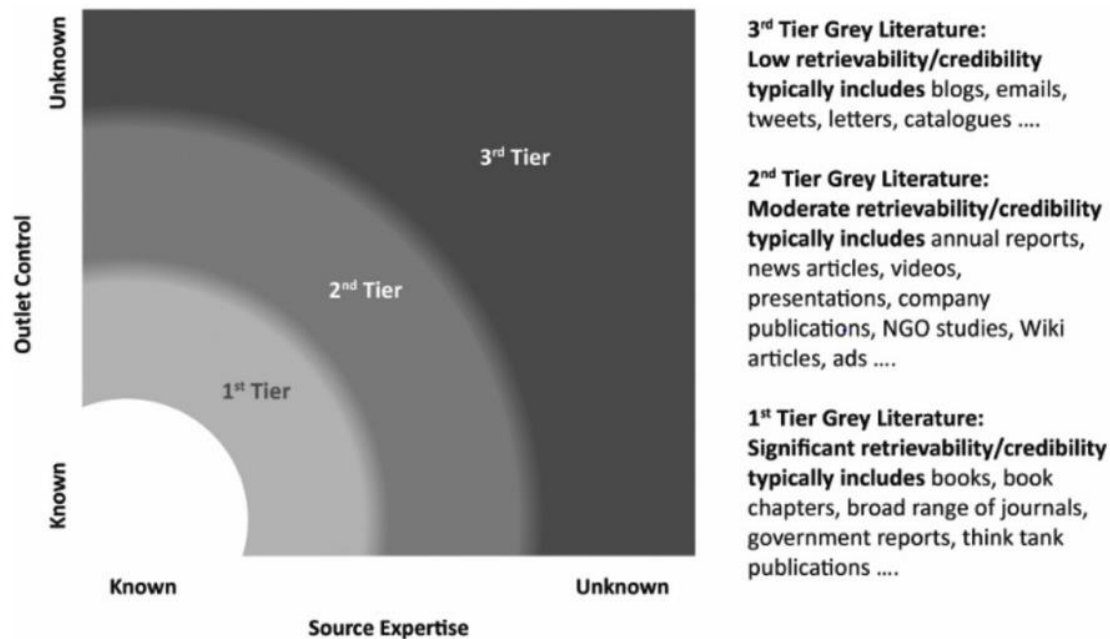 Unknown
Outlet Control
Known
3rd Tier
2nd Tier
1st Tier
Known
Unknown
Source Expertise
3rd Tier Grey Literature:
Low retrievability/credibility
typically includes blogs, emails,
tweets, letters, catalogues ....
2nd Tier Grey Literature:
Moderate retrievability/credibility
typically includes annual reports,
news articles, videos,
presentations, company
publications, NGO studies, Wiki
articles, ads ....
1st Tier Grey Literature:
Significant retrievability/credibility
typically includes books, book
chapters, broad range of journals,
government reports, think tank
publications ....